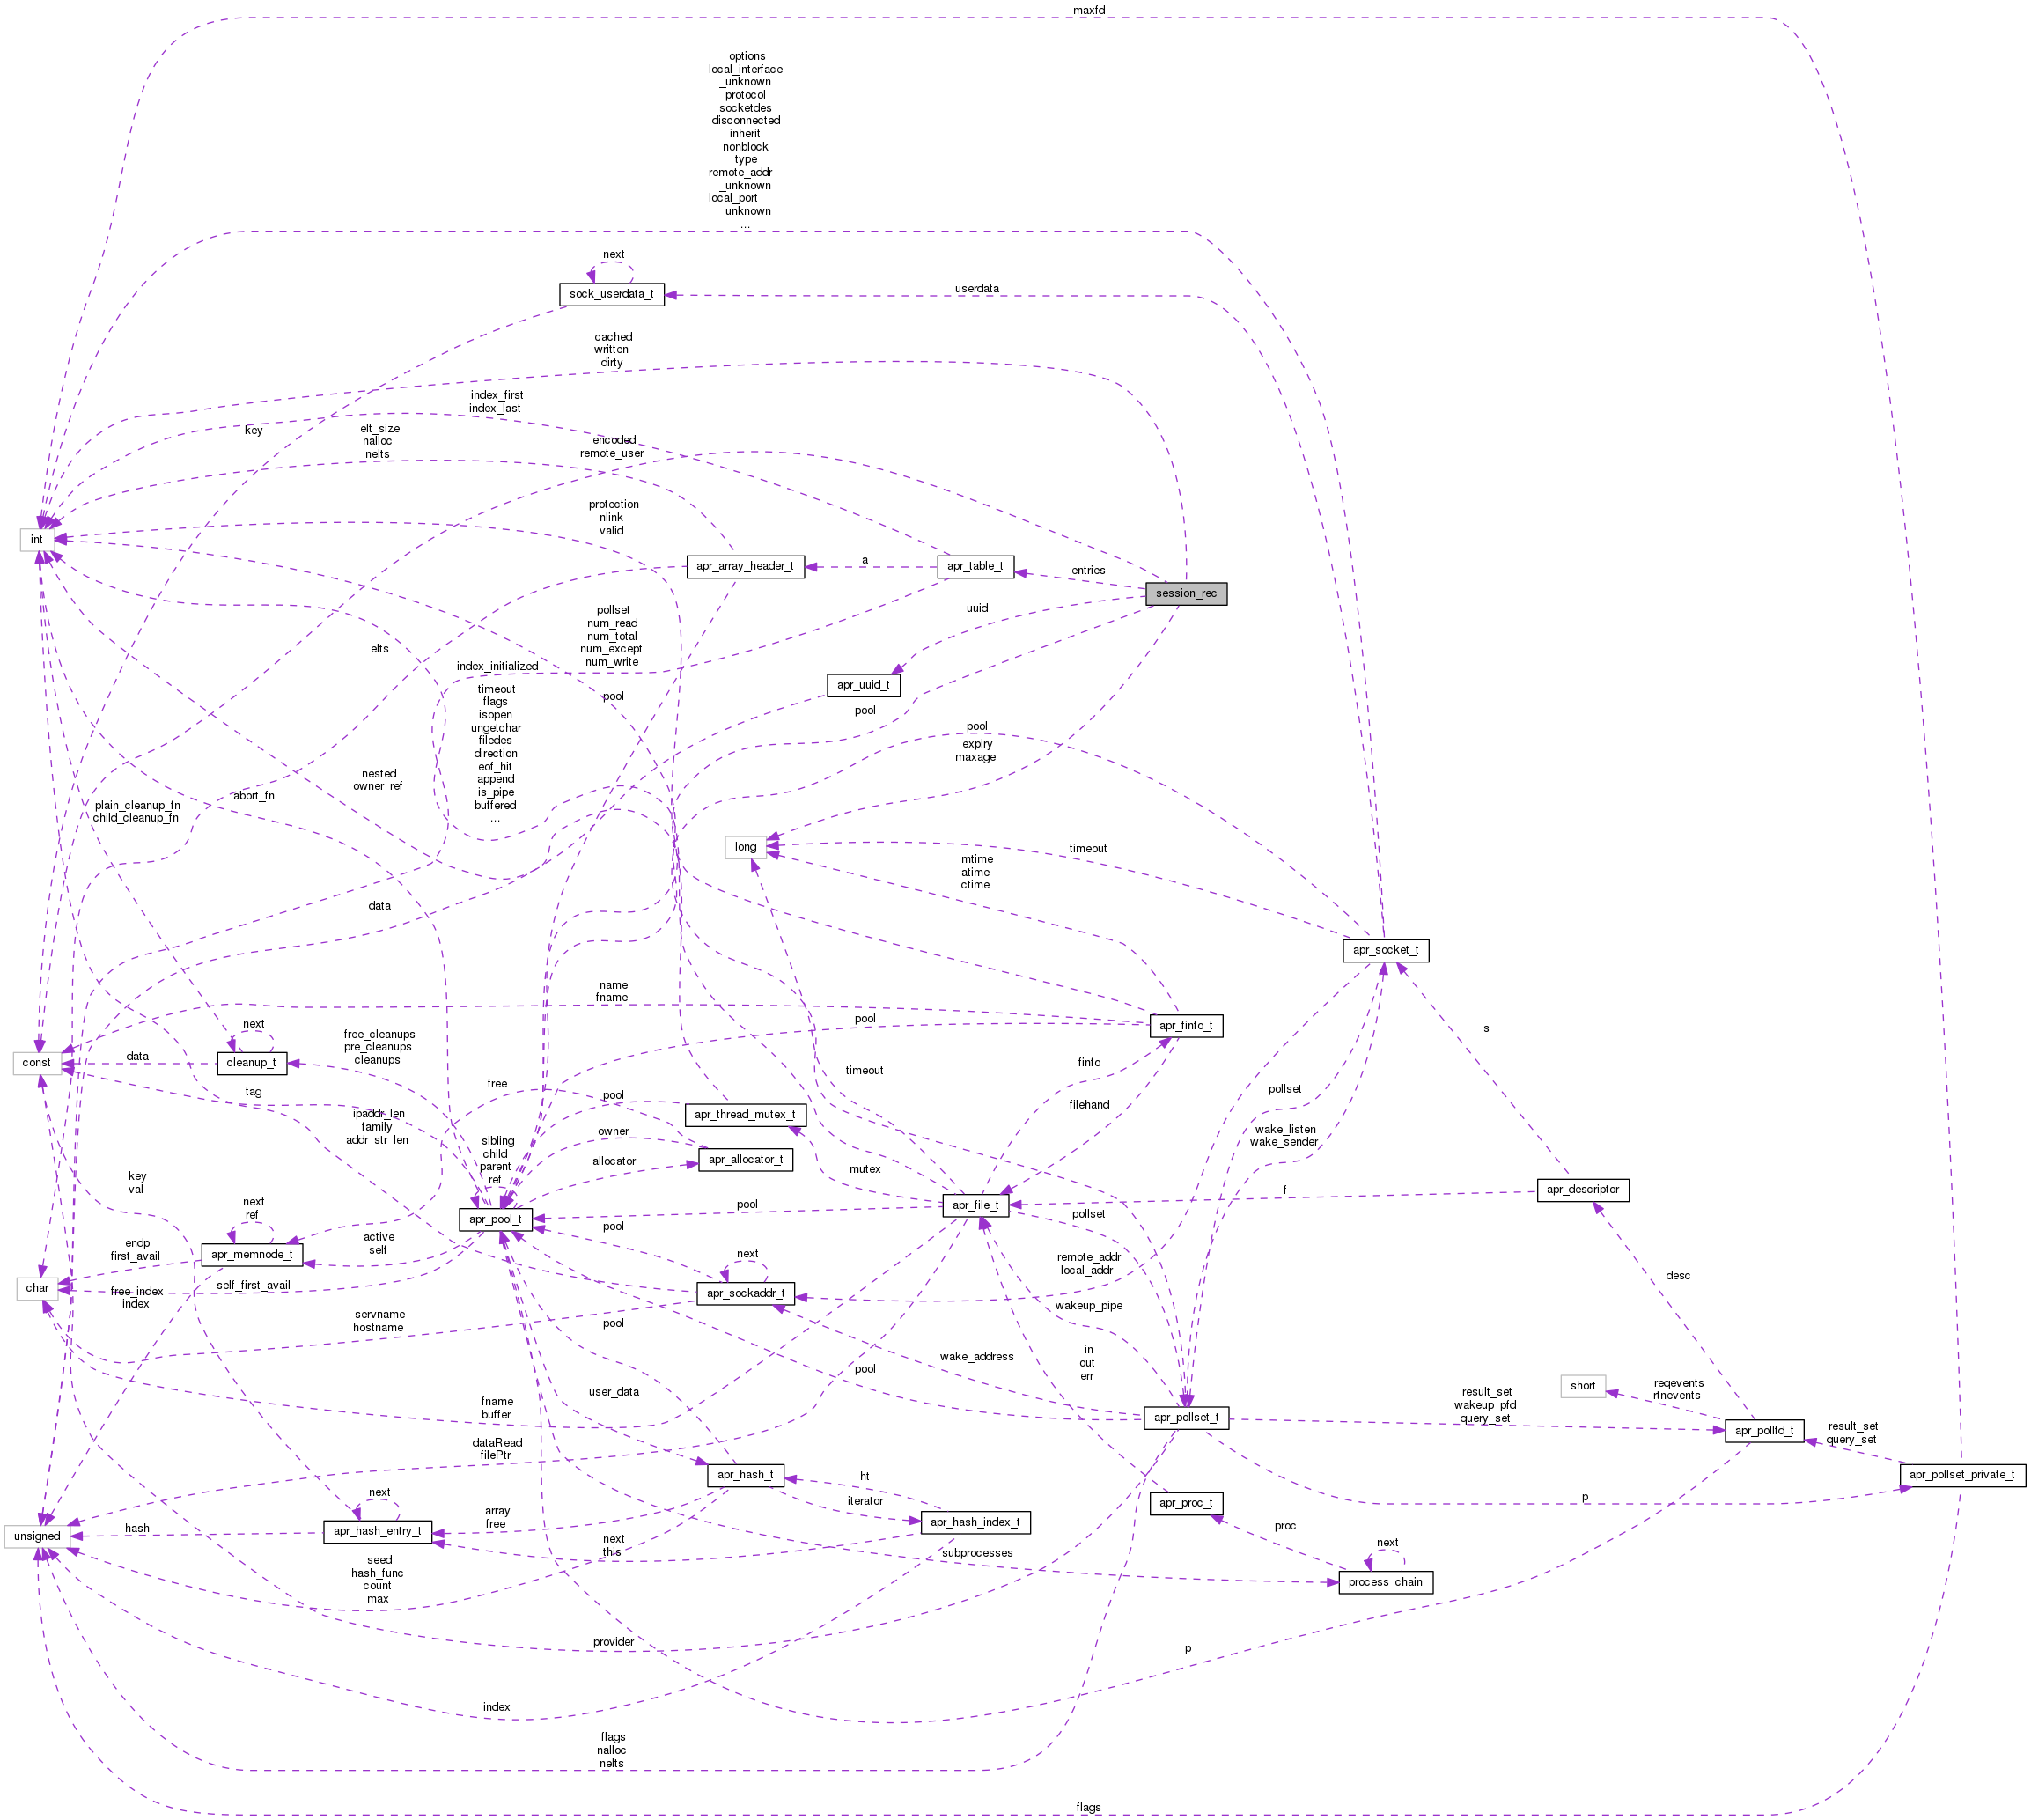 maxfd
options
local_interface
_unknown
protocol
socketdes
disconnected
inherit
nonblock
type
remote_addr
_unknown
local_port
_unknown
...
next
sock_userdata_t
userdata
cached
written
dirty
index_first
index_last
key
elt_size
nalloc
nelts
encoded
remote_user
protection
nlink
valid
int
apr_array_header_t
a
apr_table_t
entries
session_rec
uuid
elts
pollset
num_read
num_total
num_except
num_write
index_initialized
apr_uuid_t
timeout
flags
isopen
ungetchar
filedes
direction
eof_hit
append
is_pipe
buffered
...
pool
pool
pool
expiry
maxage
nested
owner_ref
abort_fn
plain_cleanup_fn
child_cleanup_fn
long
timeout
mtime
atime
ctime
data
apr_socket_t
name
fname
apr_finfo_t
pool
s
free_cleanups
pre_cleanups
cleanups
next
cleanup_t
data
const
finfo
timeout
filehand
pollset
free
pool
tag
apr_thread_mutex_t
ipaddr_len
family
addr_str_len
owner
wake_listen
wake_sender
sibling
child
parent
ref
allocator
apr_allocator_t
mutex
key
val
apr_descriptor
f
apr_file_t
next
ref
pool
pollset
apr_pool_t
active
self
pool
endp
first_avail
apr_memnode_t
next
remote_addr
local_addr
desc
char
self_first_avail
free_index
index
apr_sockaddr_t
servname
hostname
wakeup_pipe
pool
wake_address
in
out
err
pool
short
reqevents
rtnevents
user_data
fname
buffer
result_set
wakeup_pfd
query_set
apr_pollset_t
apr_pollfd_t
result_set
query_set
dataRead
filePtr
apr_hash_t
ht
apr_pollset_private_t
next
iterator
apr_proc_t
p
array
free
apr_hash_index_t
unsigned
hash
apr_hash_entry_t
proc
next
this
subprocesses
next
seed
hash_func
count
max
process_chain
provider
p
index
flags
nalloc
nelts
flags